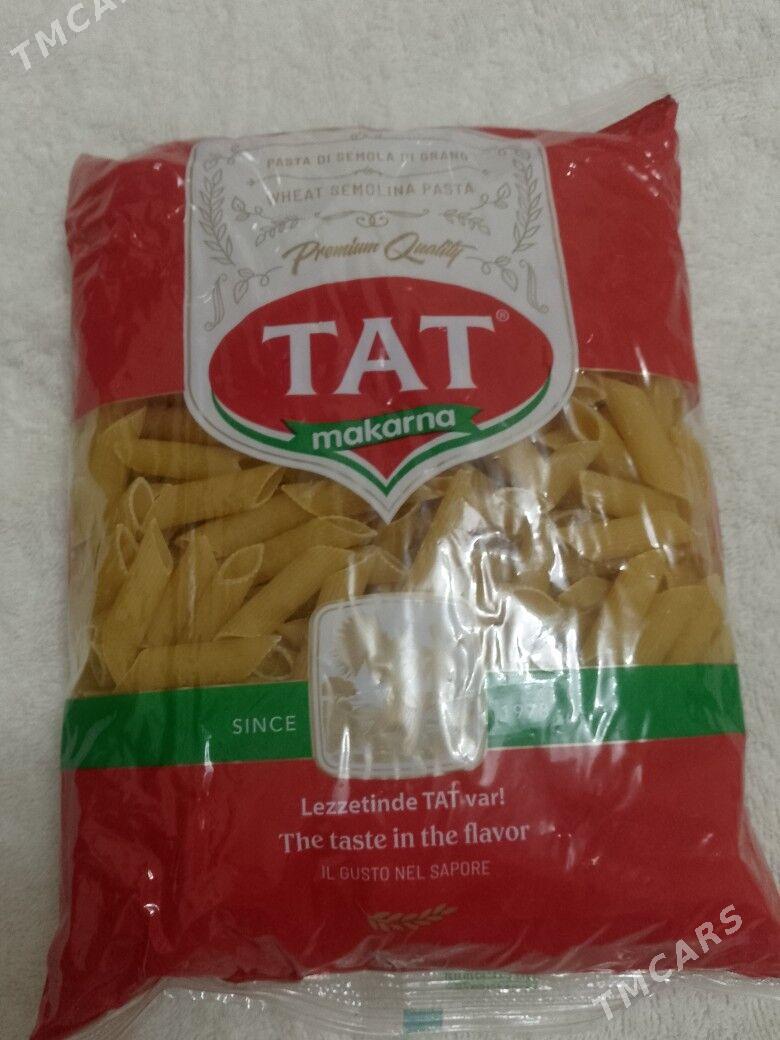 TMCARS
PASTA DI SEMOLA DI GRANO
WHEAT SEMOLINA PASTA
Premium Quality
TAT®
makarna
SINCE 1978
Lezzetinde TAT var!
The taste in the flavor
IL GUSTO NEL SAPORE
TMCARS